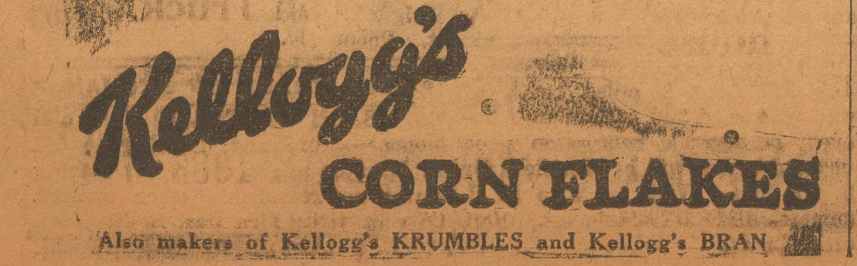 Kellogg's
CORN FLAKES
Also makers of Kellogg's KRUMBLES and Kellogg's BRAN